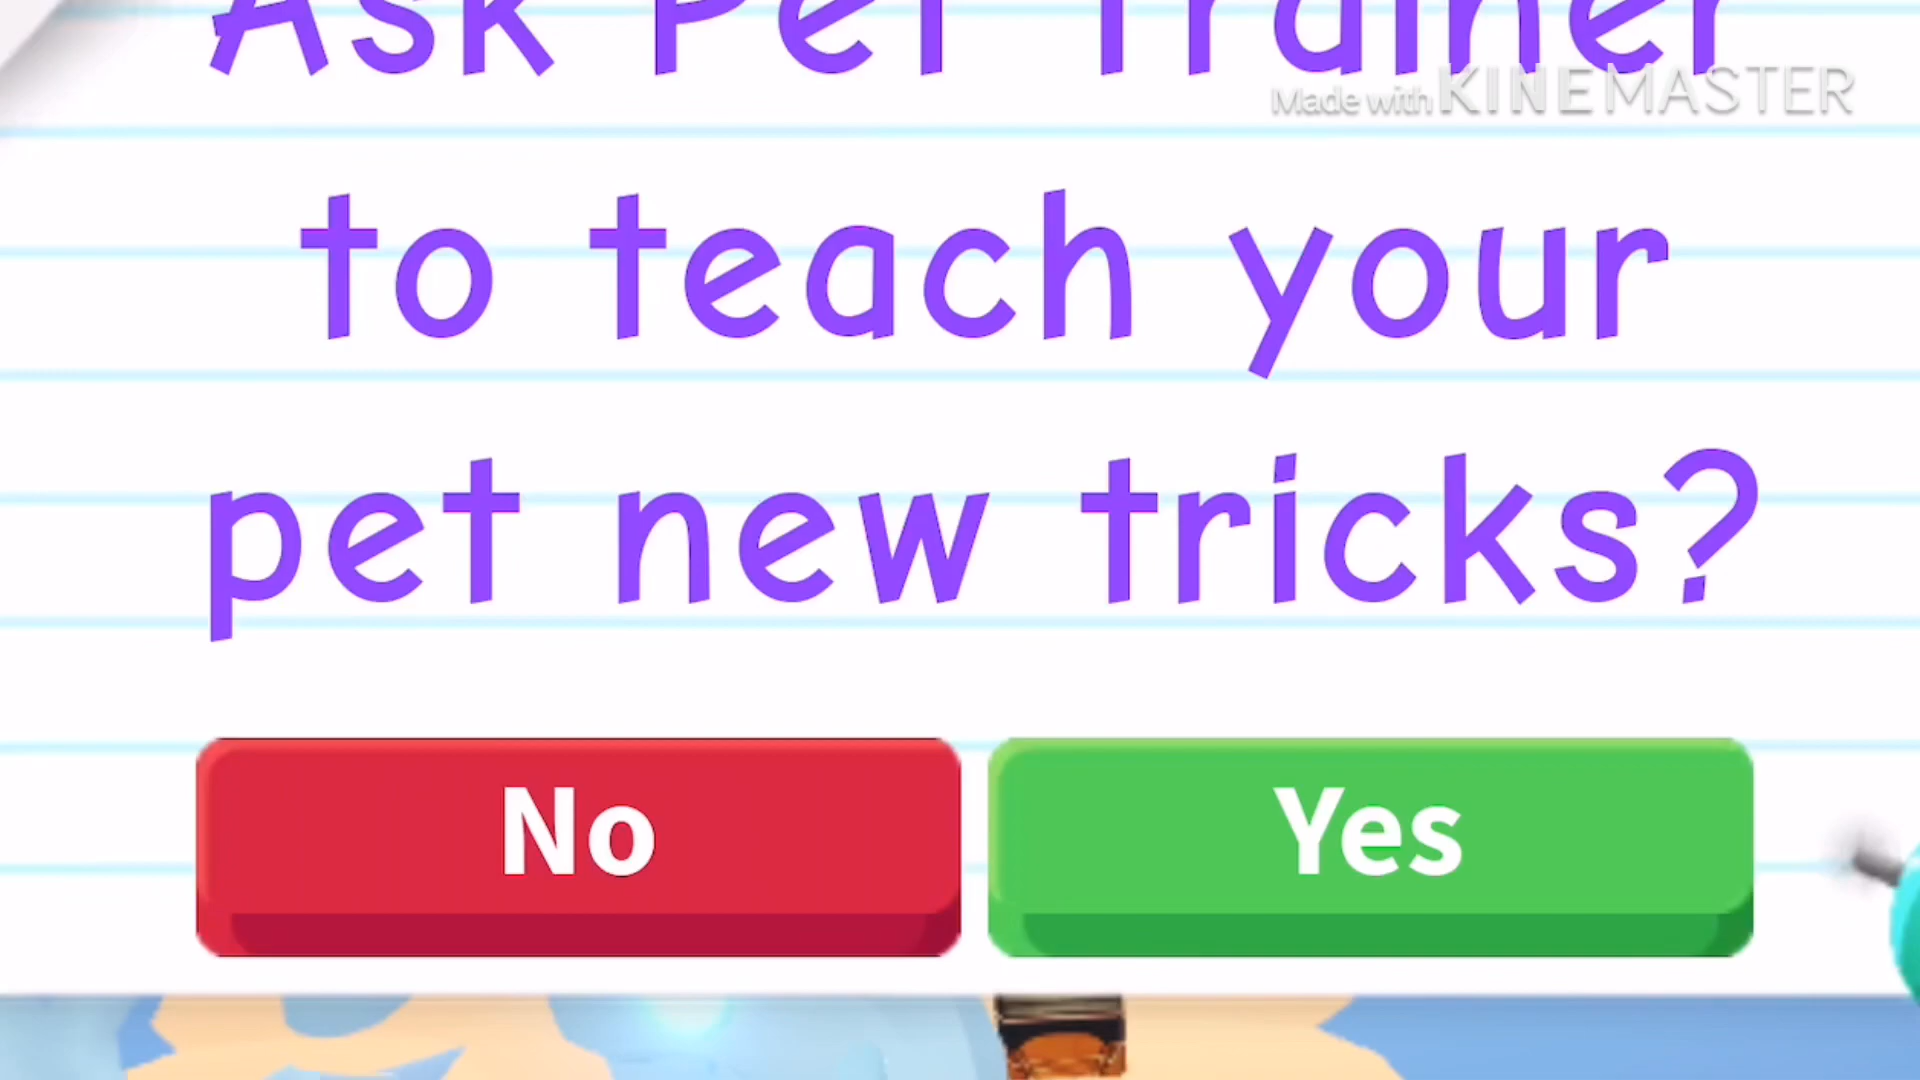 Ask Pet Trainer
Made with KINEMASTER
to teach your
pet new tricks?
No Yes